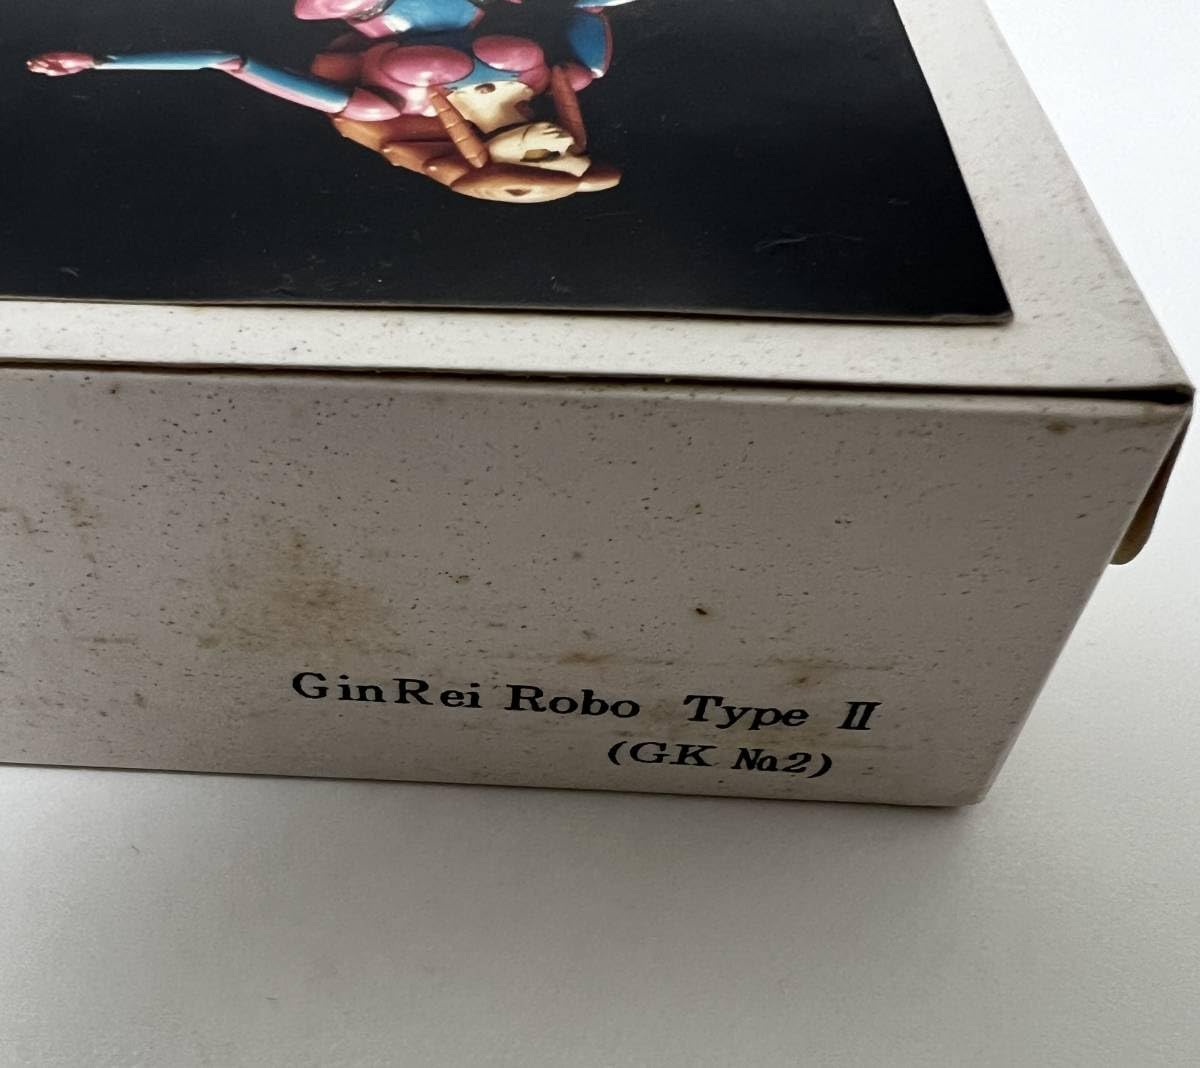 GinRei Robo Type Ⅱ
(GK №2)